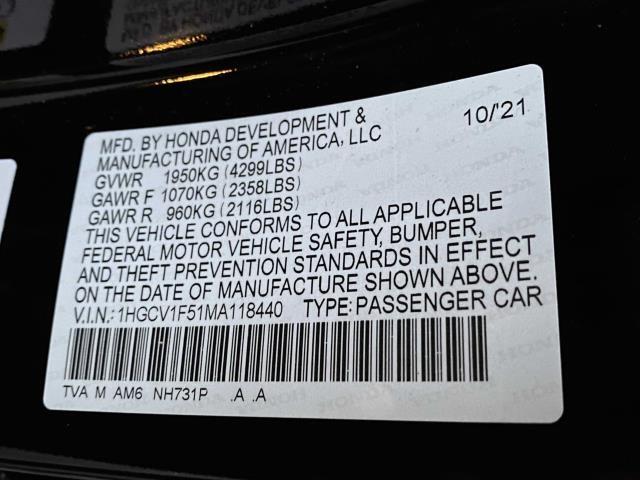 MFD. BY HONDA DEVELOPMENT & 10/'21
MANUFACTURING OF AMERICA, LLC
GVWR 1950KG (4299LBS)
GAWR F 1070KG (2358LBS)
GAWR R 960KG (2116LBS)
THIS VEHICLE CONFORMS TO ALL APPLICABLE
FEDERAL MOTOR VEHICLE SAFETY, BUMPER,
AND THEFT PREVENTION STANDARDS IN EFFECT
ON THE DATE OF MANUFACTURE SHOWN ABOVE.
V.I.N.: 1HGCV1F51MA118440 TYPE: PASSENGER CAR
TVA M AM6 NH731P .A .A